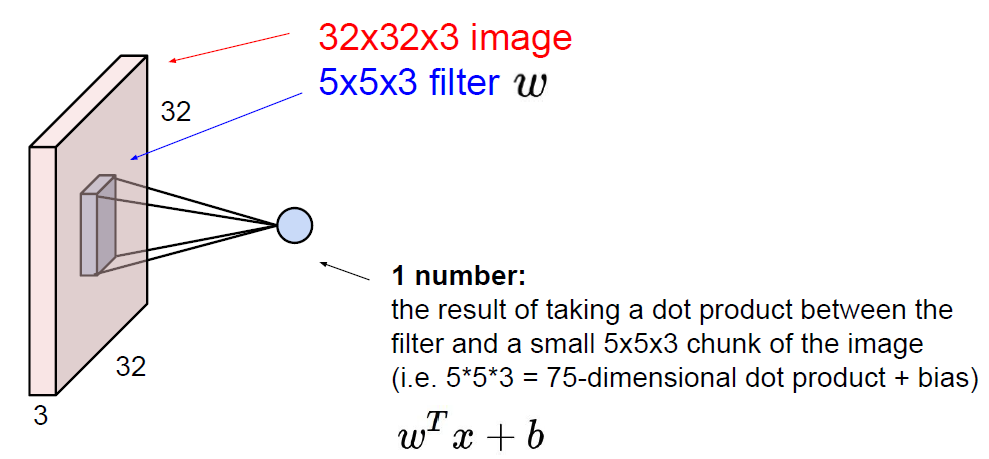 32x32x3 image
5x5x3 filter w
32
1 number:
the result of taking a dot product between the
filter and a small 5x5x3 chunk of the image
32
(i.e. 5*5*3 = 75-dimensional dot product + bias)
3
w^T x + b